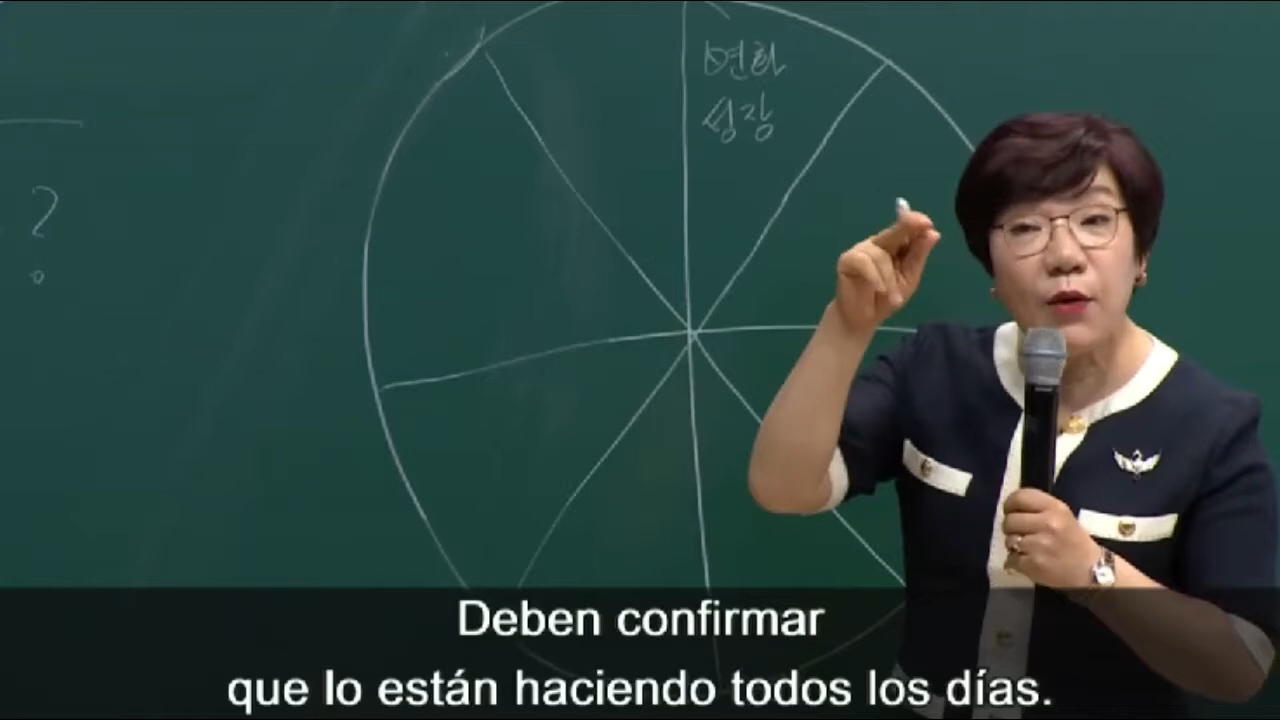 변화
성장
?
Deben confirmar
que lo están haciendo todos los días.